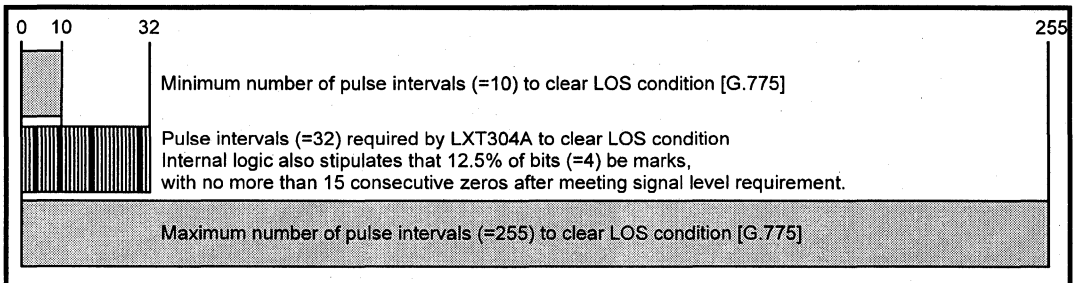 0 10 32 255
Minimum number of pulse intervals (=10) to clear LOS condition [G.775]
Pulse intervals (=32) required by LXT304A to clear LOS condition
Internal logic also stipulates that 12.5% of bits (=4) be marks,
with no more than 15 consecutive zeros after meeting signal level requirement.
Maximum number of pulse intervals (=255) to clear LOS condition [G.775]